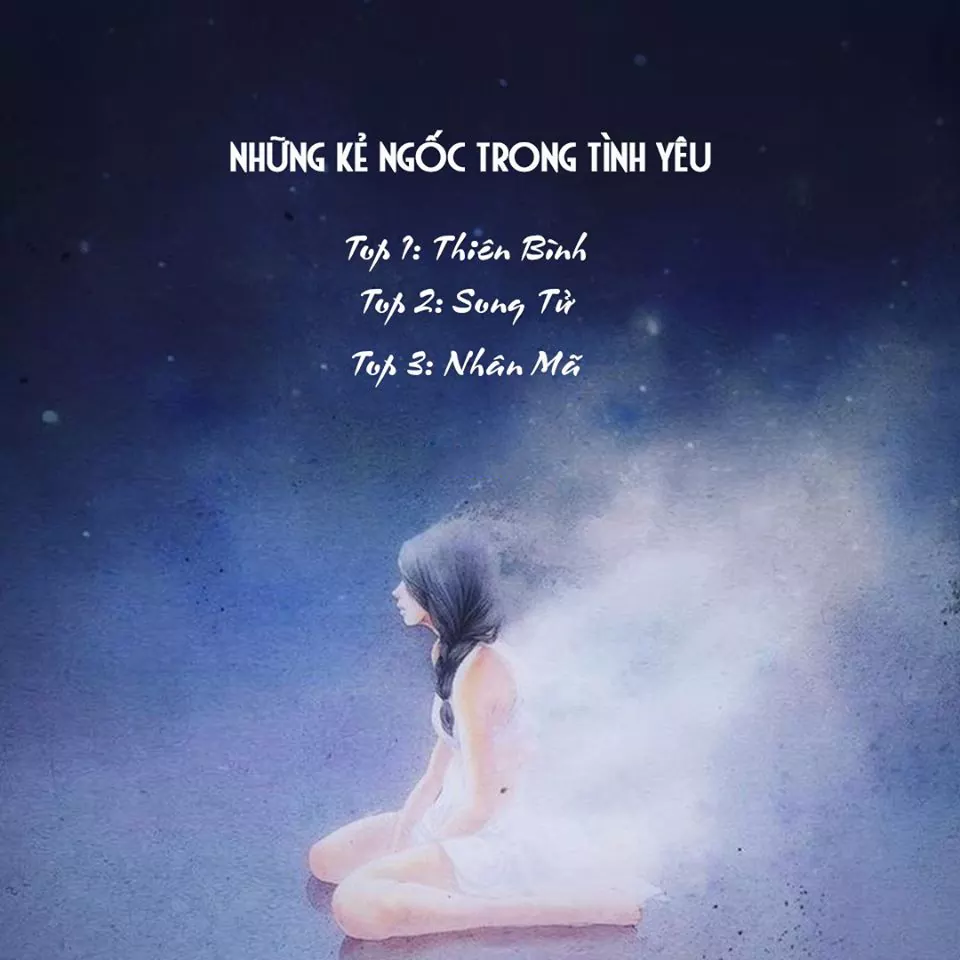 NHỮNG KẺ NGỐC TRONG TÌNH YÊU
Top 1: Thiên Bình
Top 2: Song Tử
Top 3: Nhân Mã